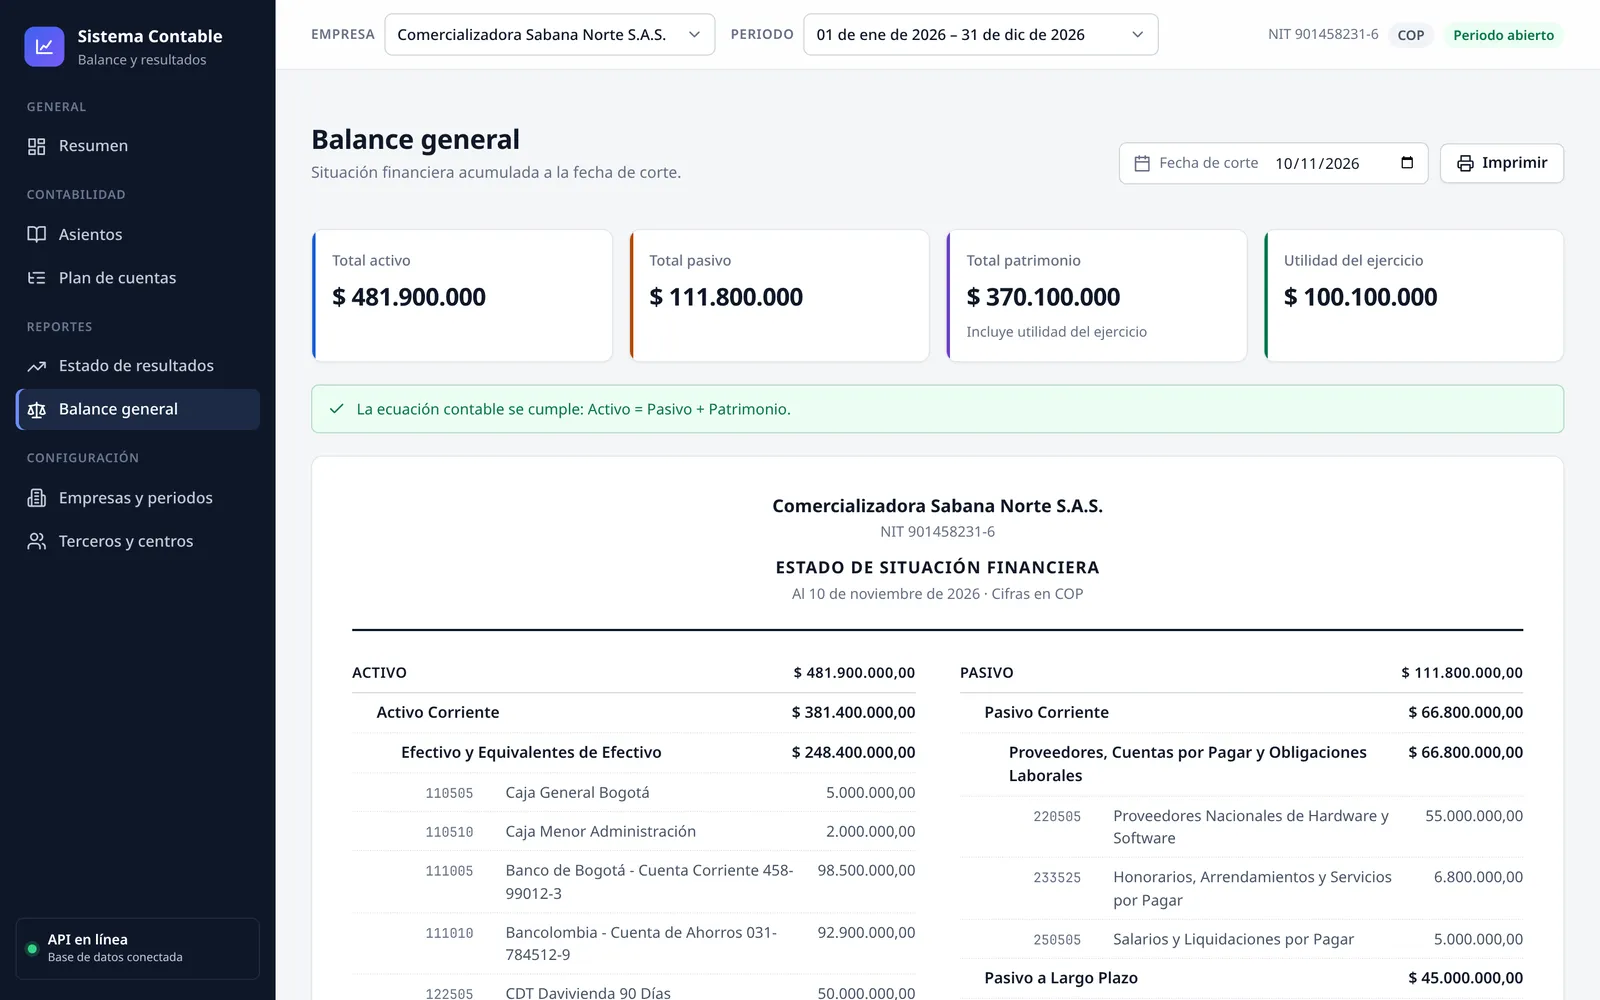 Sistema Contable
Balance y resultados
GENERAL
Resumen
CONTABILIDAD
Asientos
Plan de cuentas
REPORTES
Estado de resultados
Balance general
CONFIGURACIÓN
Empresas y periodos
Terceros y centros
API en línea
Base de datos conectada
EMPRESA Comercializadora Sabana Norte S.A.S. PERIODO 01 de ene de 2026 – 31 de dic de 2026 NIT 901458231-6 COP Periodo abierto
Balance general
Situación financiera acumulada a la fecha de corte.
Fecha de corte 10/11/2026 Imprimir
Total activo
$ 481.900.000
Total pasivo
$ 111.800.000
Total patrimonio
$ 370.100.000
Incluye utilidad del ejercicio
Utilidad del ejercicio
$ 100.100.000
La ecuación contable se cumple: Activo = Pasivo + Patrimonio.
Comercializadora Sabana Norte S.A.S.
NIT 901458231-6
ESTADO DE SITUACIÓN FINANCIERA
Al 10 de noviembre de 2026 · Cifras en COP
ACTIVO $ 481.900.000,00
Activo Corriente $ 381.400.000,00
Efectivo y Equivalentes de Efectivo $ 248.400.000,00
110505 Caja General Bogotá 5.000.000,00
110510 Caja Menor Administración 2.000.000,00
111005 Banco de Bogotá - Cuenta Corriente 458- 98.500.000,00
99012-3
111010 Bancolombia - Cuenta de Ahorros 031- 92.900.000,00
784512-9
122505 CDT Davivienda 90 Días 50.000.000,00
PASIVO $ 111.800.000,00
Pasivo Corriente $ 66.800.000,00
Proveedores, Cuentas por Pagar y Obligaciones $ 66.800.000,00
Laborales
220505 Proveedores Nacionales de Hardware y 55.000.000,00
Software
233525 Honorarios, Arrendamientos y Servicios 6.800.000,00
por Pagar
250505 Salarios y Liquidaciones por Pagar 5.000.000,00
Pasivo a Largo Plazo $ 45.000.000,00